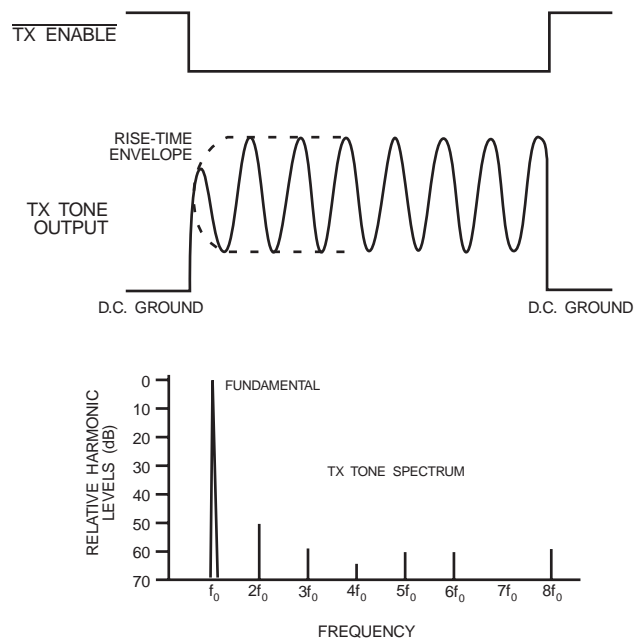 TX ENABLE
RISE-TIME
ENVELOPE
TX TONE
OUTPUT
D.C. GROUND
D.C. GROUND
RELATIVE HARMONIC
LEVELS (dB)
0
10
20
30
40
50
60
70
FUNDAMENTAL
TX TONE SPECTRUM
f0 2f0 3f0 4f0 5f0 6f0 7f0 8f0
FREQUENCY